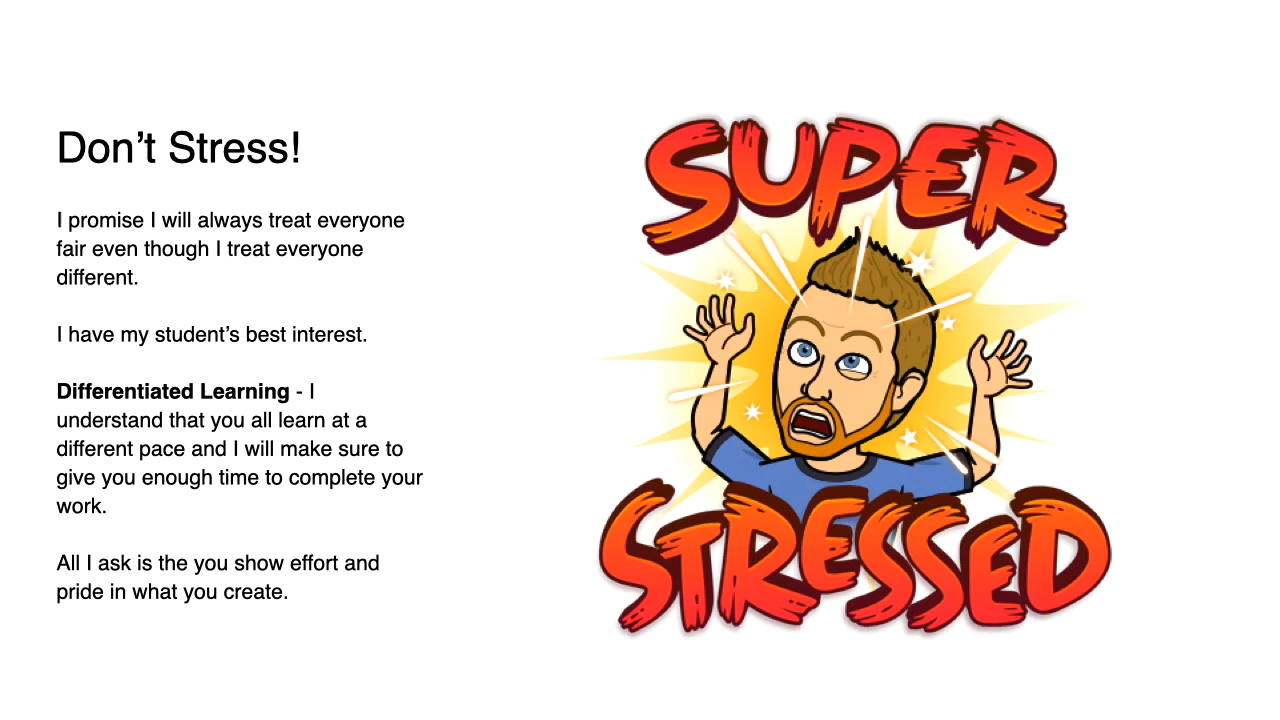 Don’t Stress!
I promise I will always treat everyone
fair even though I treat everyone
different.
I have my student’s best interest.
Differentiated Learning - I
understand that you all learn at a
different pace and I will make sure to
give you enough time to complete your
work.
All I ask is the you show effort and
pride in what you create.
SUPER
STRESSED